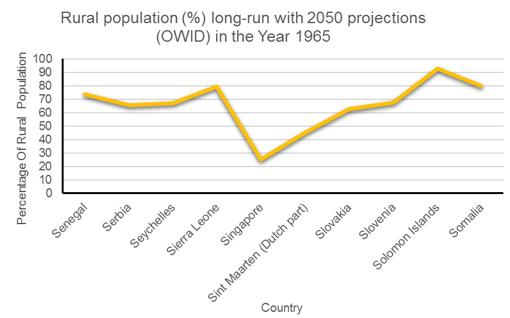 Rural population (%) long-run with 2050 projections
(OWID) in the Year 1965
Percentage Of Rural Population
100
90
80
70
60
50
40
30
20
10
0
Senegal
Serbia
Seychelles
Sierra Leone
Singapore
Sint Maarten (Dutch part)
Slovakia
Slovenia
Solomon Islands
Somalia
Country